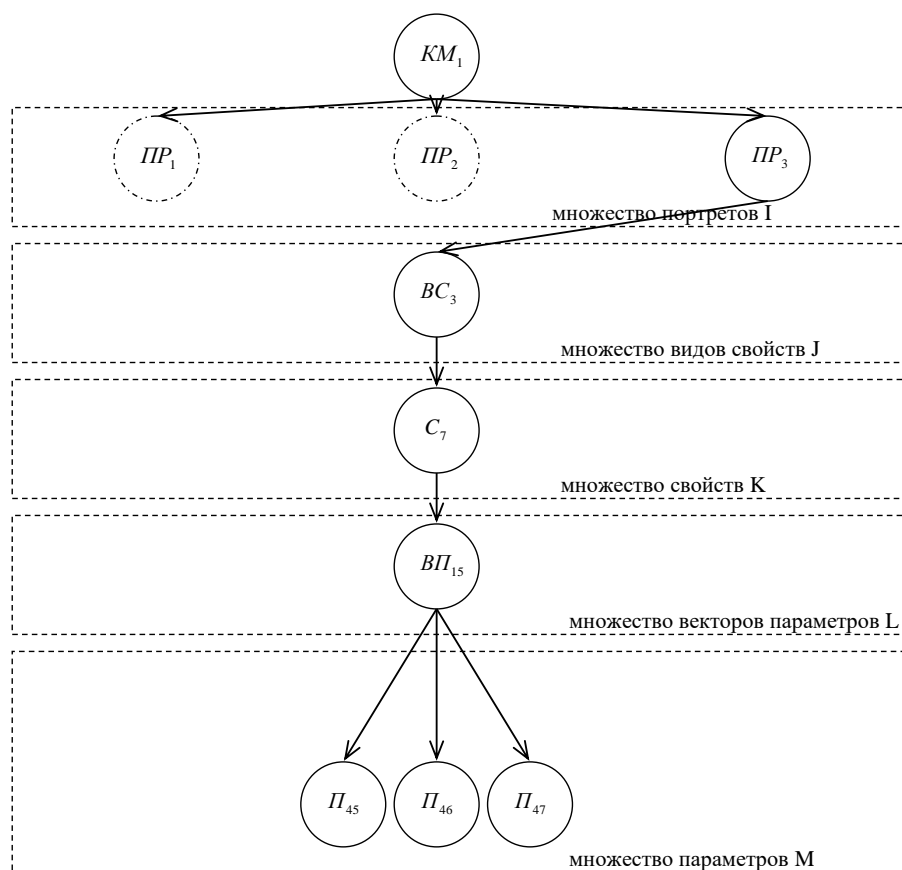 КМ₁
ПР₁ ПР₂ ПР₃
множество портретов I
ВС₃
множество видов свойств J
С₇
множество свойств K
ВП₁₅
множество векторов параметров L
П₄₅ П₄₆ П₄₇
множество параметров M